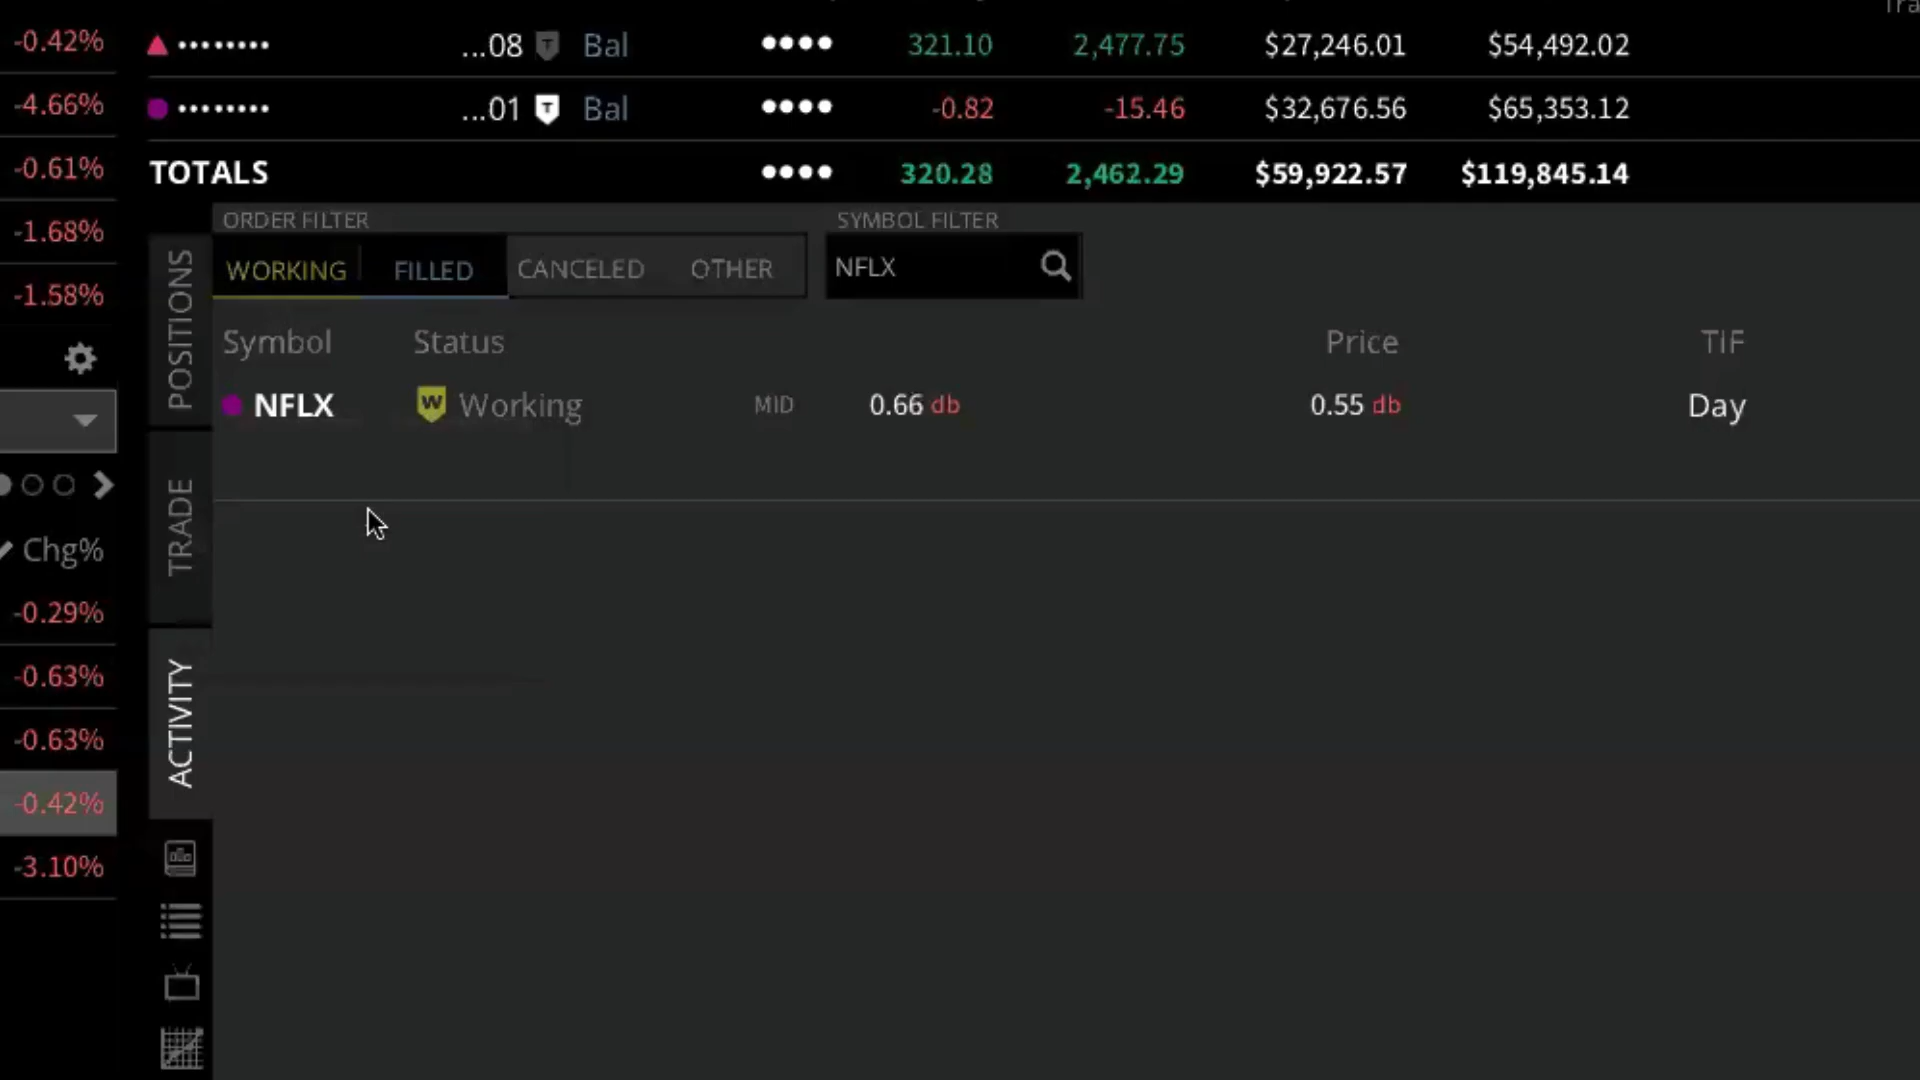 Tra
-0.42% ........ ...08 T Bal •••• 321.10 2,477.75 $27,246.01 $54,492.02
-4.66% ........ ...01 T Bal •••• -0.82 -15.46 $32,676.56 $65,353.12
-0.61% TOTALS •••• 320.28 2,462.29 $59,922.57 $119,845.14
-1.68%
-1.58%
ORDER FILTER SYMBOL FILTER
WORKING FILLED CANCELED OTHER NFLX
Symbol Status Price TIF
NFLX W Working MID 0.66 db 0.55 db Day
POSITIONS
TRADE
ACTIVITY
Chg%
-0.29%
-0.63%
-0.63%
-0.42%
-3.10%